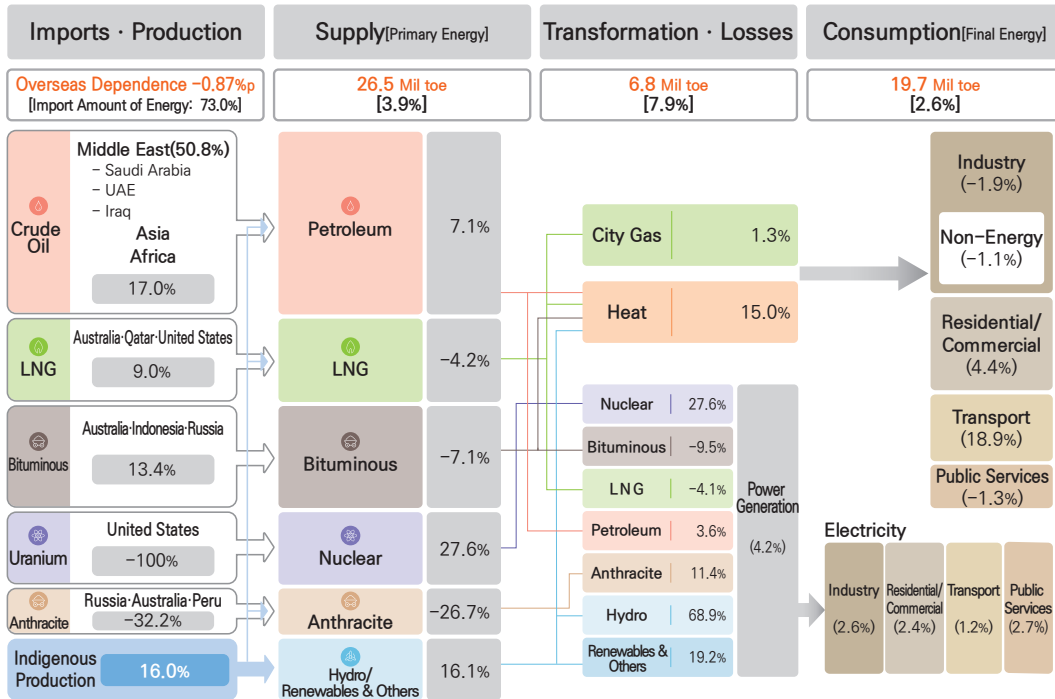 Imports · Production
Supply[Primary Energy]
Transformation · Losses
Consumption[Final Energy]
Overseas Dependence −0.87%p
[Import Amount of Energy: 73.0%]
26.5 Mil toe
[3.9%]
6.8 Mil toe
[7.9%]
19.7 Mil toe
[2.6%]
Crude
Oil
Middle East(50.8%)
− Saudi Arabia
− UAE
− Iraq
Asia
Africa
17.0%
LNG
Australia·Qatar·United States
9.0%
Bituminous
Australia·Indonesia·Russia
13.4%
Uranium
United States
−100%
Anthracite
Russia·Australia·Peru
−32.2%
Indigenous
Production
16.0%
Petroleum
7.1%
LNG
−4.2%
Bituminous
−7.1%
Nuclear
27.6%
Anthracite
−26.7%
Hydro/
Renewables & Others
16.1%
City Gas
1.3%
Heat
15.0%
Nuclear
27.6%
Bituminous
−9.5%
LNG
−4.1%
Petroleum
3.6%
Anthracite
11.4%
Hydro
68.9%
Renewables &
Others
19.2%
Power
Generation
(4.2%)
Industry
(−1.9%)
Non-Energy
(−1.1%)
Residential/
Commercial
(4.4%)
Transport
(18.9%)
Public Services
(−1.3%)
Electricity
Industry
(2.6%)
Residential/
Commercial
(2.4%)
Transport
(1.2%)
Public
Services
(2.7%)